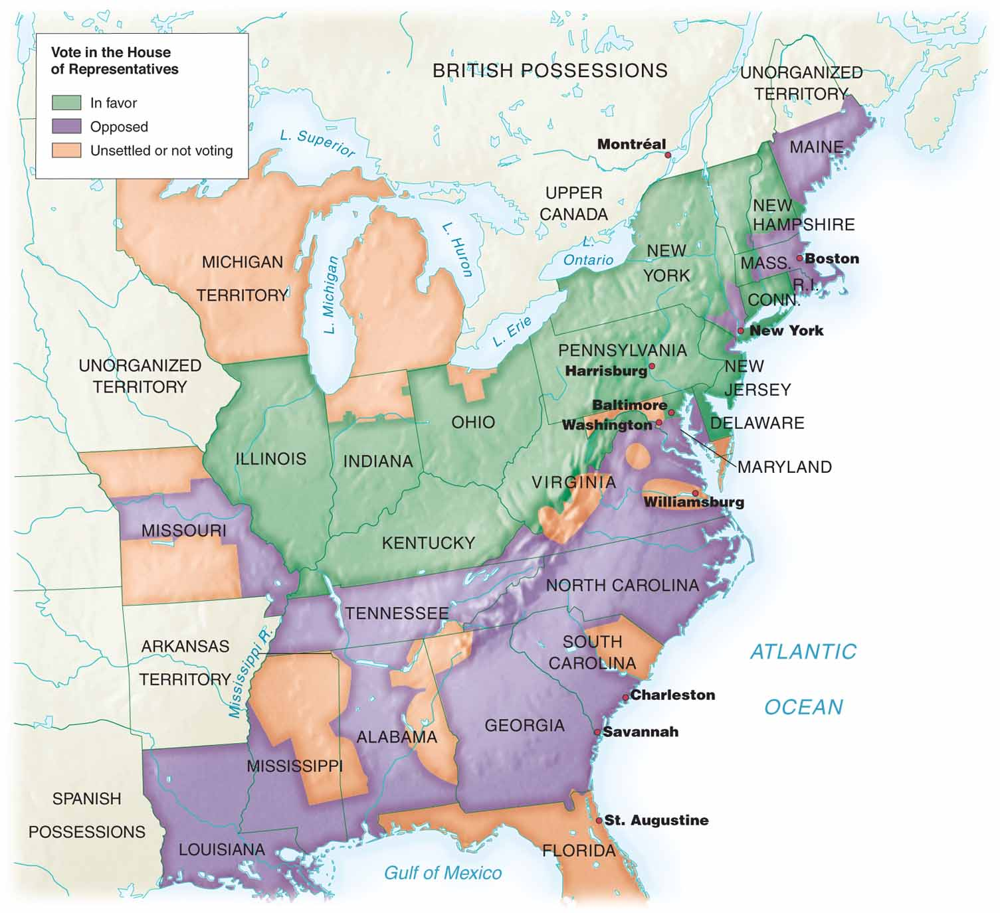 Vote in the House
of Representatives
In favor
Opposed
Unsettled or not voting
BRITISH POSSESSIONS
UNORGANIZED
TERRITORY
L. Superior
Montréal
MAINE
UPPER
CANADA
NEW
HAMPSHIRE
L. Huron
L.
Ontario
MICHIGAN
TERRITORY
L. Michigan
NEW
YORK
MASS.
Boston
R.I.
CONN.
L. Erie
New York
PENNSYLVANIA
Harrisburg
NEW
JERSEY
UNORGANIZED
TERRITORY
Baltimore
Washington
DELAWARE
OHIO
ILLINOIS
INDIANA
MARYLAND
VIRGINIA
Williamsburg
MISSOURI
KENTUCKY
NORTH CAROLINA
TENNESSEE
ARKANSAS
TERRITORY
Mississippi R.
SOUTH
CAROLINA
ATLANTIC
OCEAN
Charleston
GEORGIA
Savannah
ALABAMA
MISSISSIPPI
SPANISH
POSSESSIONS
St. Augustine
LOUISIANA
FLORIDA
Gulf of Mexico